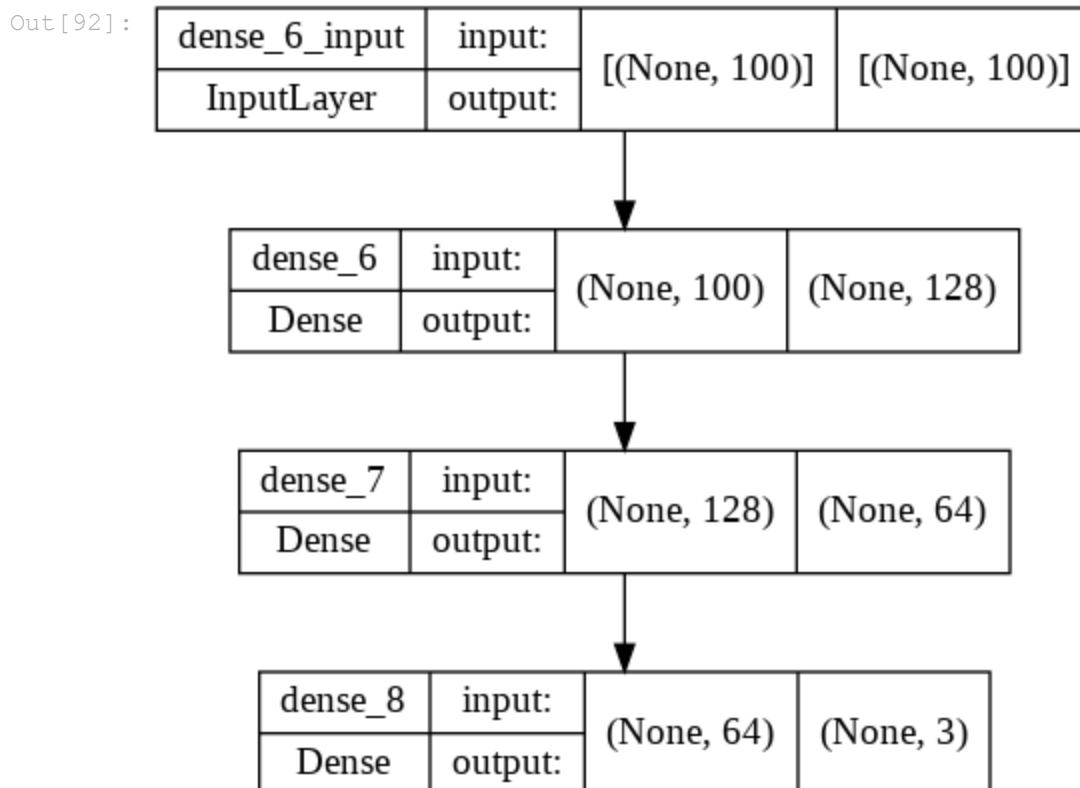 Out[92]:
dense_6_input input: [(None, 100)] [(None, 100)]
InputLayer output:
dense_6 input: (None, 100) (None, 128)
Dense output:
dense_7 input: (None, 128) (None, 64)
Dense output:
dense_8 input: (None, 64) (None, 3)
Dense output: